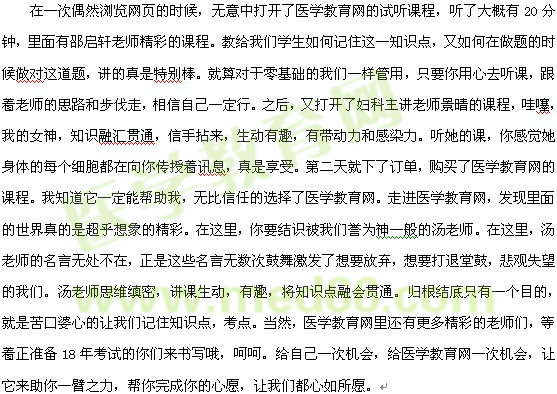 在一次偶然浏览网页的时候，无意中打开了医学教育网的试听课程，听了大概有 20 分
钟，里面有邵启轩老师精彩的课程。教给我们学生如何记住这一知识点，又如何在做题的时
候做对这道题，讲的真是特别棒。就算对于零基础的我们一样管用，只要你用心去听课，跟
着老师的思路和步伐走，相信自己一定行。之后，又打开了妇科主讲老师景晴的课程，哇噻，
我的女神，知识融汇贯通，信手拈来，生动有趣，有带动力和感染力。听她的课，你感觉她
身体的每个细胞都在向你传授着讯息，真是享受。第二天就下了订单，购买了医学教育网的
课程。我知道它一定能帮助我，无比信任的选择了医学教育网。走进医学教育网，发现里面
的世界真的是超乎想象的精彩。在这里，你要结识被我们誉为神一般的汤老师。在这里，汤
老师的名言无处不在，正是这些名言无数次鼓舞激发了想要放弃，想要打退堂鼓，悲观失望
的我们。汤老师思维缜密，讲课生动，有趣，将知识点融会贯通。归根结底只有一个目的，
就是苦口婆心的让我们记住知识点，考点。当然，医学教育网里还有更多精彩的老师们，等
着正准备 18 年考试的你们来书写哦，呵呵。给自己一次机会，给医学教育网一次机会，让
它来助你一臂之力，帮你完成你的心愿，让我们都心如所愿。
医学教育网
www.med66.com